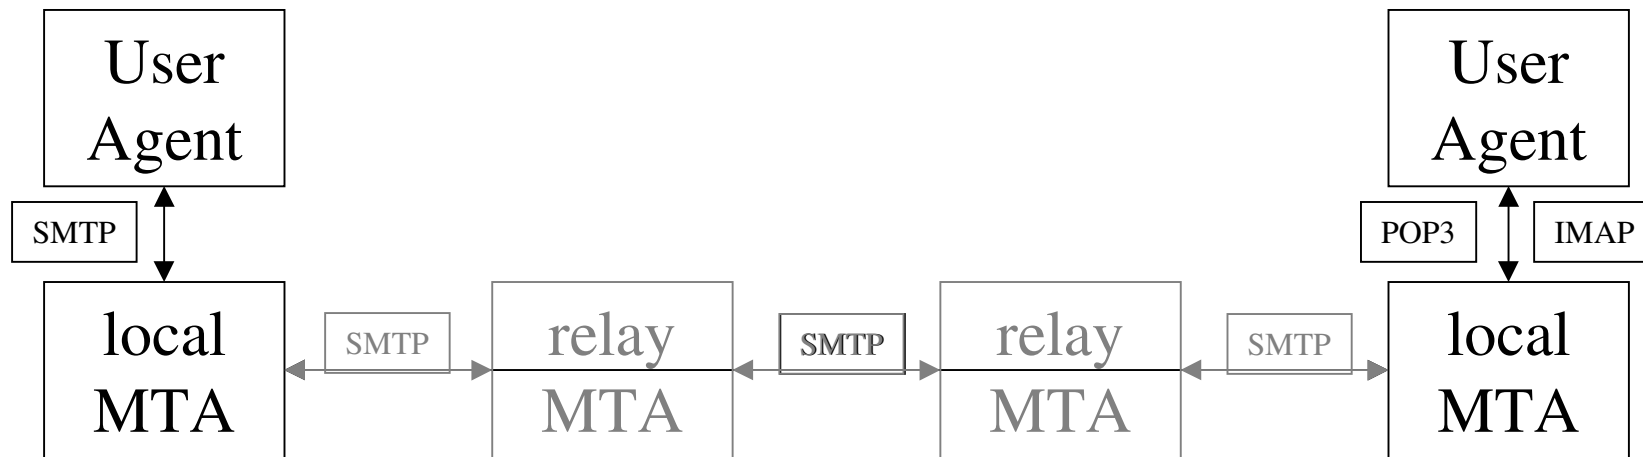 User
Agent
User
Agent
SMTP
POP3
IMAP
local
MTA
SMTP
relay
MTA
SMTP
relay
MTA
SMTP
local
MTA